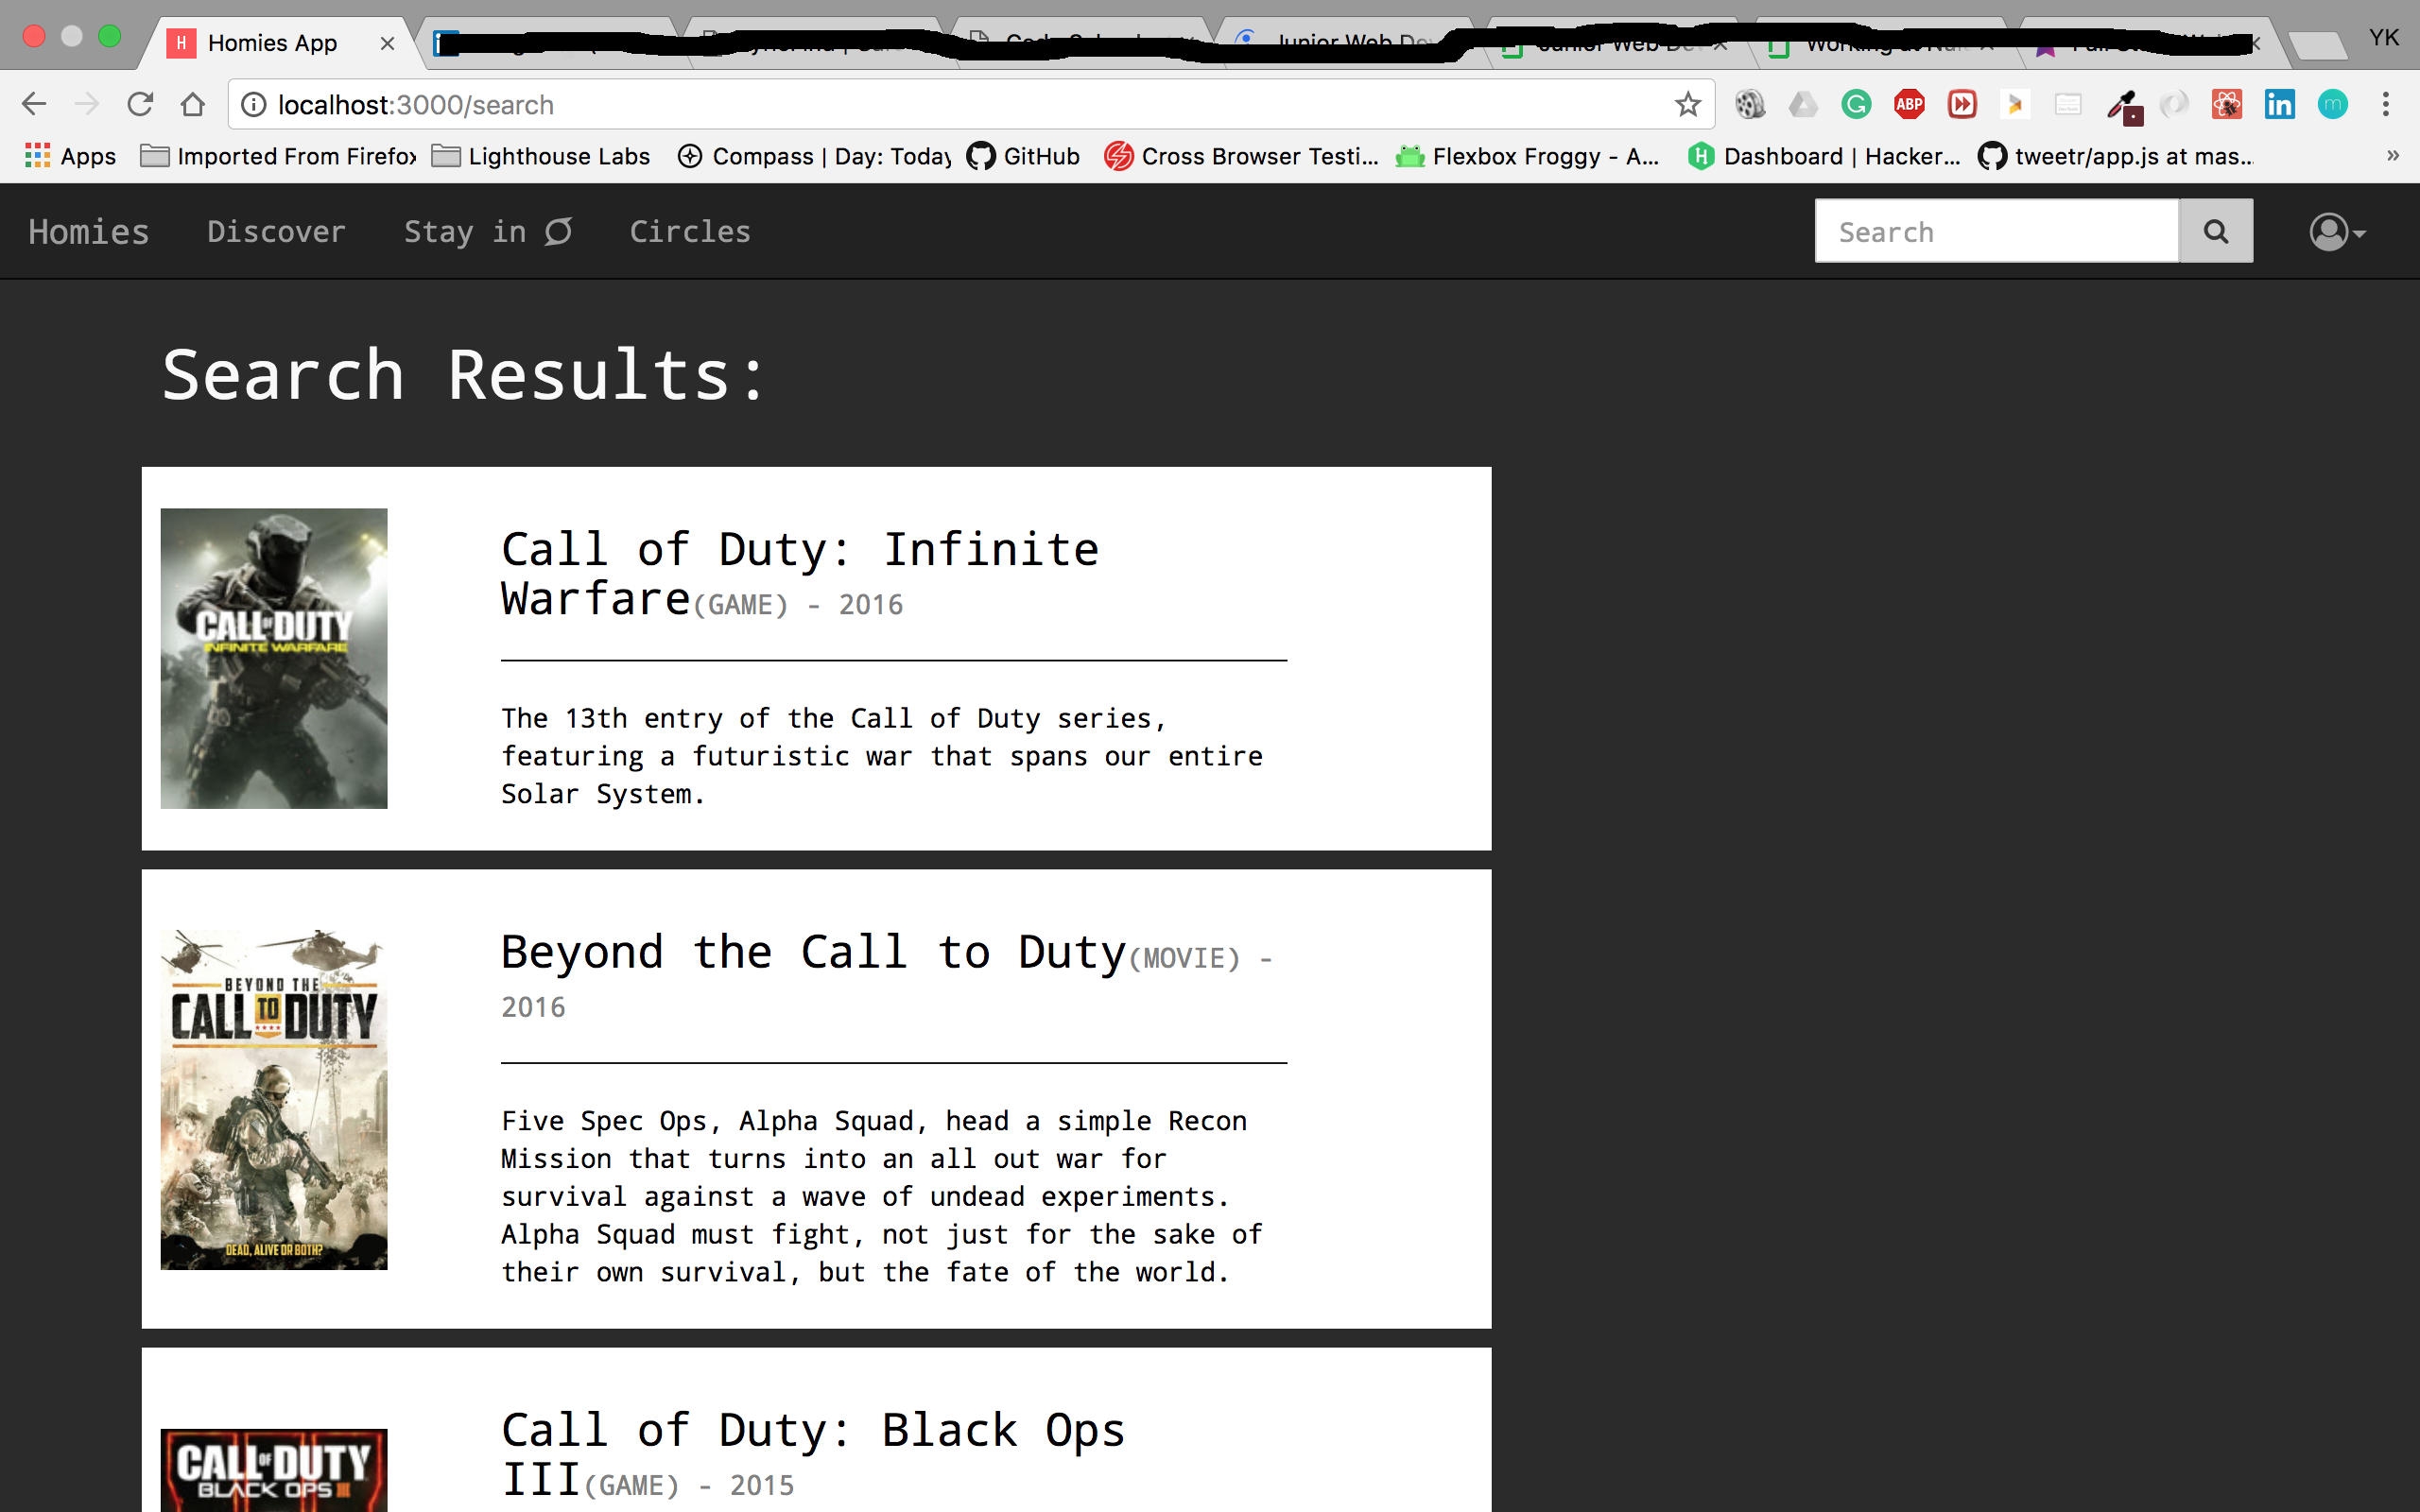 H Homies App
Junior Web De
YK
localhost:3000/search
ABP
in
m
Apps Imported From Firefox Lighthouse Labs Compass | Day: Today GitHub Cross Browser Testi... Flexbox Froggy - A... H Dashboard | Hacker... tweetr/app.js at mas... »
Homies Discover Stay in Circles Search
Search Results:
CALL OF DUTY
INFINITE WARFARE
Call of Duty: Infinite
Warfare(GAME) - 2016
The 13th entry of the Call of Duty series,
featuring a futuristic war that spans our entire
Solar System.
BEYOND THE
CALL TO DUTY
DEAD, ALIVE OR BOTH?
Beyond the Call to Duty(MOVIE) -
2016
Five Spec Ops, Alpha Squad, head a simple Recon
Mission that turns into an all out war for
survival against a wave of undead experiments.
Alpha Squad must fight, not just for the sake of
their own survival, but the fate of the world.
CALL OF DUTY
BLACK OPS III
Call of Duty: Black Ops
III(GAME) - 2015